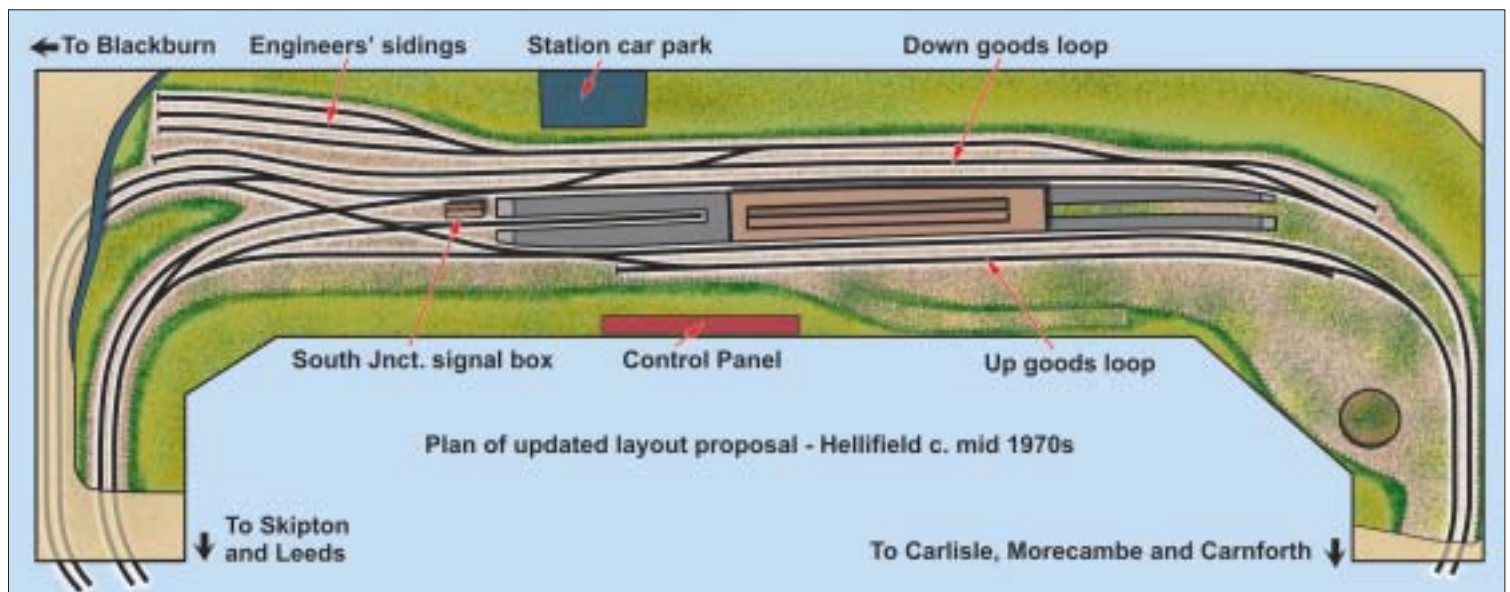 To Blackburn
Engineers' sidings
Station car park
Down goods loop
South Jnct. signal box
Control Panel
Up goods loop
Plan of updated layout proposal - Hellifield c. mid 1970s
To Skipton
and Leeds
To Carlisle, Morecambe and Carnforth